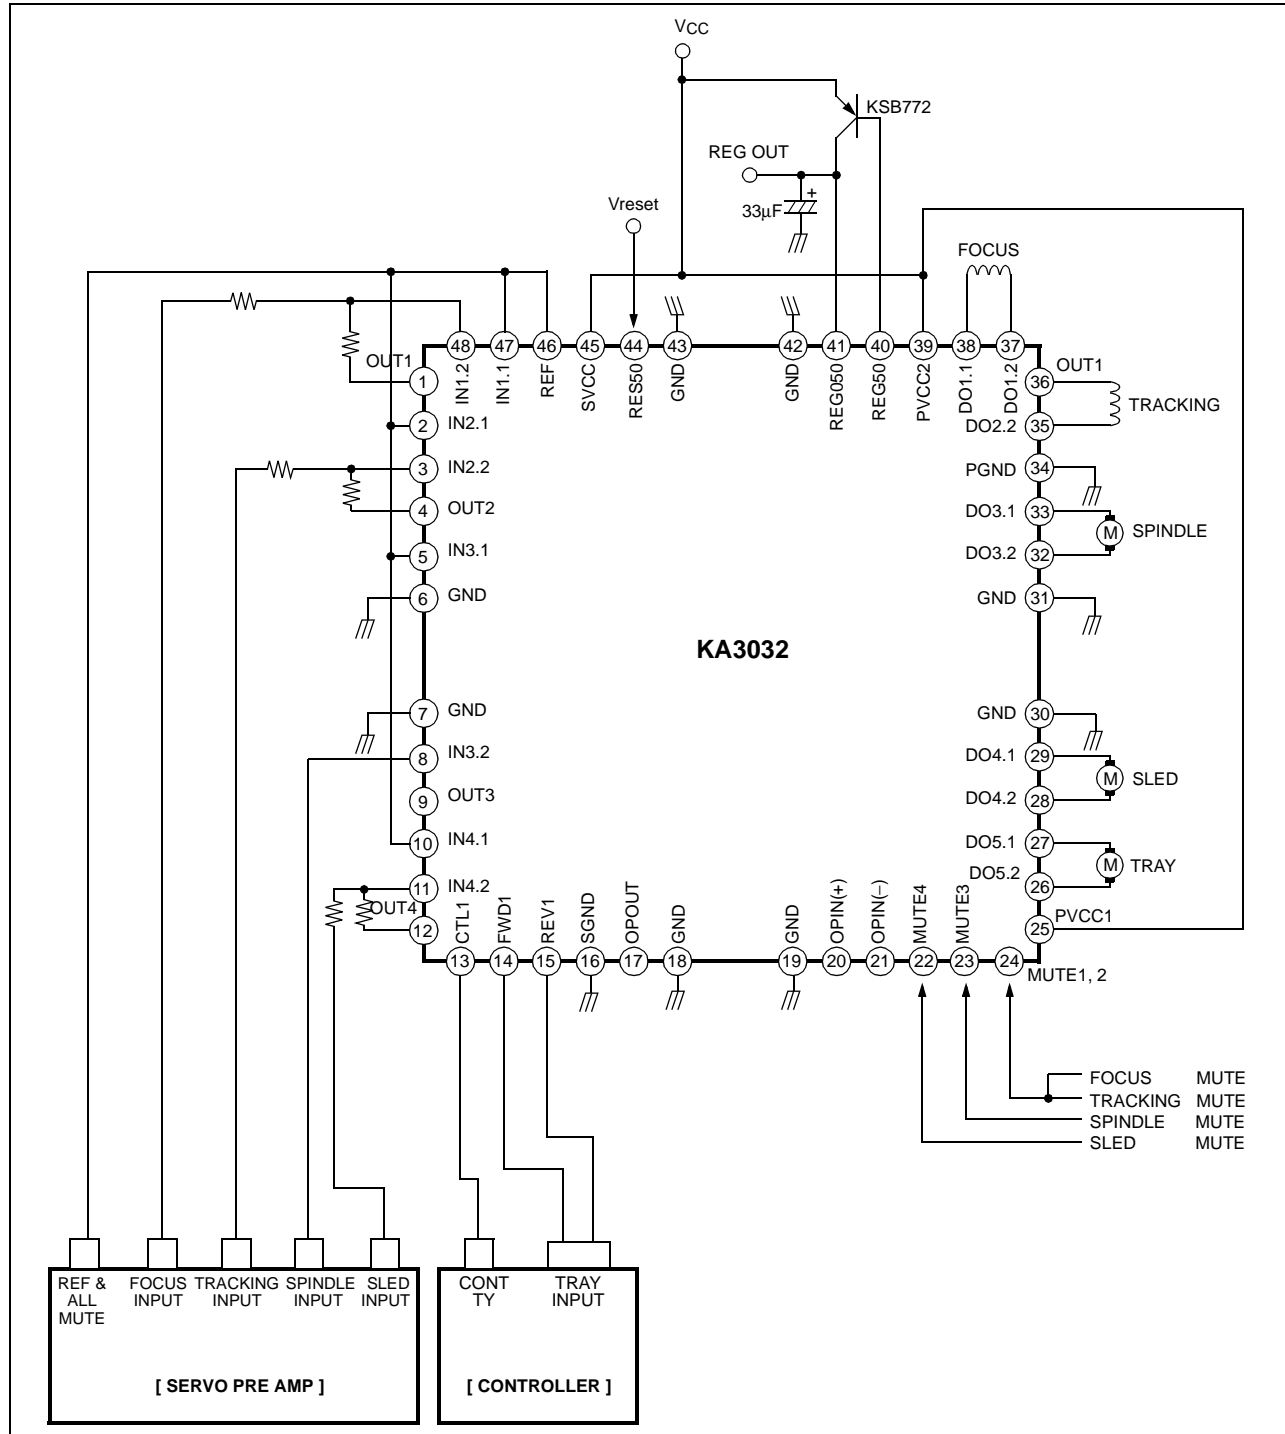 VCC
KSB772
REG OUT
+
33µF
Vreset
FOCUS
48 47 46 45 44 43 42 41 40 39 38 37
IN1.2
IN1.1
REF
SVCC
RES50
GND
GND
REG050
REG50
PVCC2
DO1.1
DO1.2
OUT1
1
2 IN2.1
3 IN2.2
4 OUT2
5 IN3.1
6 GND
7 GND
8 IN3.2
9 OUT3
10 IN4.1
11 IN4.2
OUT4
12
KA3032
OUT1
36
TRACKING
DO2.2 35
PGND 34
DO3.1 33
M SPINDLE
DO3.2 32
GND 31
GND 30
DO4.1 29
M SLED
DO4.2 28
DO5.1 27
M TRAY
DO5.2
26
PVCC1
25
CTL1
FWD1
REV1
SGND
OPOUT
GND
GND
OPIN(+)
OPIN(−)
MUTE4
MUTE3
13 14 15 16 17 18 19 20 21 22 23 24
MUTE1, 2
FOCUS MUTE
TRACKING MUTE
SPINDLE MUTE
SLED MUTE
REF &
ALL
MUTE
FOCUS
INPUT
TRACKING
INPUT
SPINDLE
INPUT
SLED
INPUT
[ SERVO PRE AMP ]
CONT
TY
TRAY
INPUT
[ CONTROLLER ]